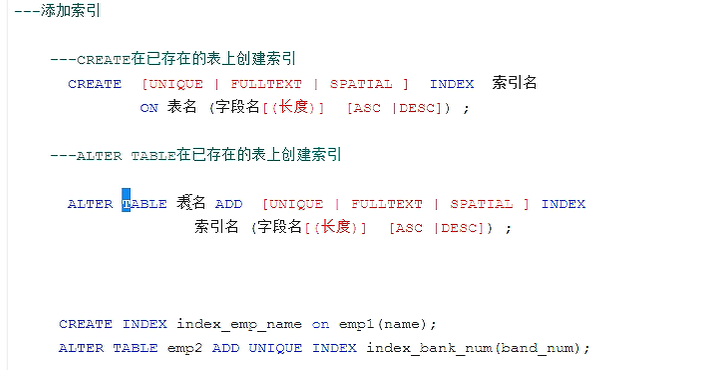 ---添加索引
---CREATE在已存在的表上创建索引
CREATE [UNIQUE | FULLTEXT | SPATIAL ] INDEX 索引名
ON 表名 (字段名[(长度)] [ASC |DESC]) ;
---ALTER TABLE在已存在的表上创建索引
ALTER TABLE 表名 ADD [UNIQUE | FULLTEXT | SPATIAL ] INDEX
索引名 (字段名[(长度)] [ASC |DESC]) ;
CREATE INDEX index_emp_name on emp1(name);
ALTER TABLE emp2 ADD UNIQUE INDEX index_bank_num(band_num);